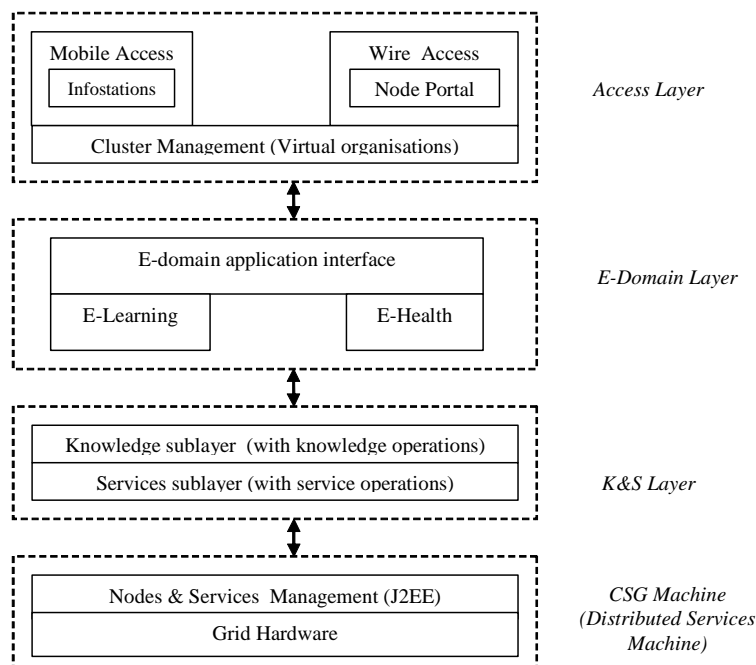 Mobile Access
Infostations
Wire Access
Node Portal
Cluster Management (Virtual organisations)
Access Layer
E-domain application interface
E-Learning
E-Health
E-Domain Layer
Knowledge sublayer (with knowledge operations)
Services sublayer (with service operations)
K&S Layer
Nodes & Services Management (J2EE)
Grid Hardware
CSG Machine
(Distributed Services
Machine)